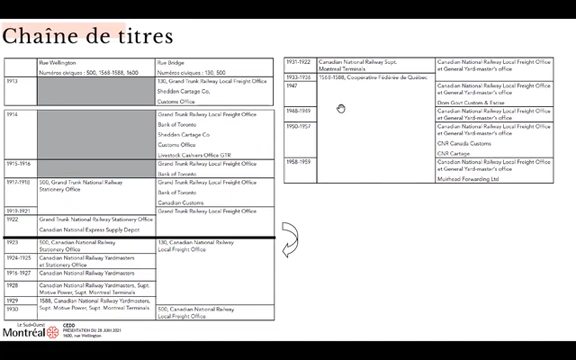 Chaîne de titres
Rue Wellington
Numéros civiques : 500, 1568-1588, 1600
Rue Bridge
Numéros civiques : 130, 500
1913
130, Grand Trunk Railway Local Freight Office
Shedden Cartage Co.
Customs Office
1914
Grand Trunk Railway Local Freight Office
Bank of Toronto
Shedden Cartage Co
Customs Office
Livestock Cashiers Office GTR
1915-1916
Grand Trunk Railway Local Freight Office
Bank of Toronto
1917-1918
500, Grand Trunk National Railway
Stationery Office
Grand Trunk Railway Local Freight Office
Bank of Toronto
Canadian Customs
1919-1921
Grand Trunk Railway Local Freight Office
1922
Grand Trunk National Railway Stationery Office
Canadian National Express Supply Depot
1923
500, Canadian National Railway
Stationery Office
130, Canadian National Railway
Local Freight Office
1924-1925
Canadian National Railway Yardmasters
et Stationery Office
1916-1927
Canadian National Railway Yardmasters
1928
Canadian National Railway Yardmasters, Supt.
Motive Power, Supt. Montreal Terminals
1929
1588, Canadian National Railway Yardmasters,
Supt. Motive Power, Supt. Montreal Terminals
1930
500, Canadian National Railway
Local Freight Office
1931-1922
Canadian National Railway Supt.
Montreal Terminals
Canadian National Railway Local Freight Office
et General Yard-master's office
1933-1936
1568-1588, Coopérative Fédérée de Québec
Canadian National Railway Local Freight Office
et General Yard-master's office
1947
Dom Govt Customs & Excise
1948-1949
Canadian National Railway Local Freight Office
et General Yard-master's office
1950-1957
Canadian National Railway Local Freight Office
et General Yard-master's office
CNR Canada Customs
CNR Cartage
1958-1959
Canadian National Railway Local Freight Office
et General Yard-master's office
Muirhead Forwarding Ltd
Le Sud-Ouest
Montréal
CEDD
PRÉSENTATION DU 28 JUIN 2021
1600, rue Wellington